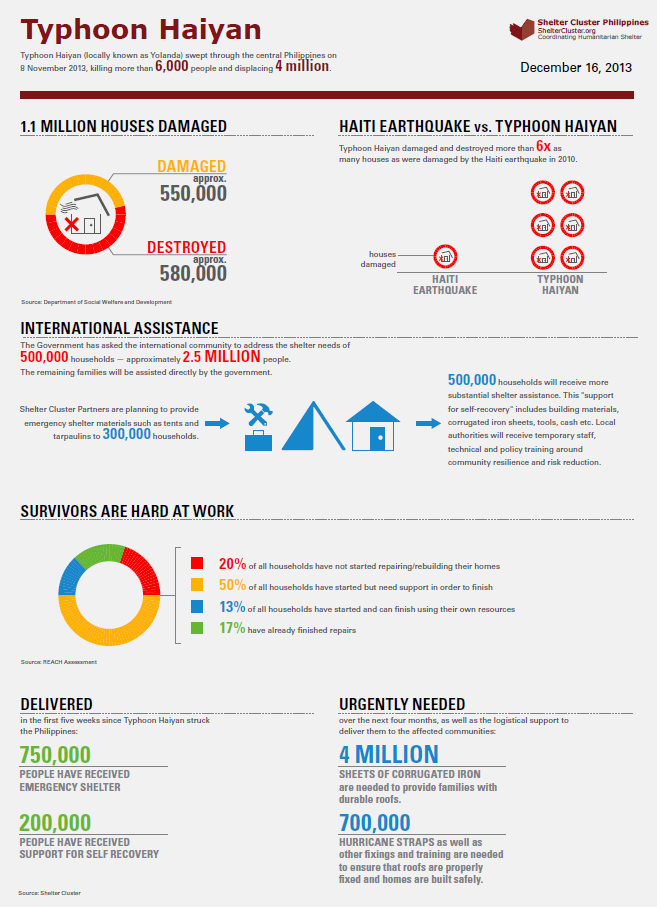 Typhoon Haiyan
Shelter Cluster Philippines
ShelterCluster.org
Coordinating Humanitarian Shelter
Typhoon Haiyan (locally known as Yolanda) swept through the central Philippines on
8 November 2013, killing more than 6,000 people and displacing 4 million.
December 16, 2013
1.1 MILLION HOUSES DAMAGED
DAMAGED
approx.
550,000
DESTROYED
approx.
580,000
Source: Department of Social Welfare and Development
HAITI EARTHQUAKE vs. TYPHOON HAIYAN
Typhoon Haiyan damaged and destroyed more than 6x as
many houses as were damaged by the Haiti earthquake in 2010.
houses
damaged
HAITI
EARTHQUAKE
TYPHOON
HAIYAN
INTERNATIONAL ASSISTANCE
The Government has asked the international community to address the shelter needs of
500,000 households — approximately 2.5 MILLION people.
The remaining families will be assisted directly by the government.
Shelter Cluster Partners are planning to provide
emergency shelter materials such as tents and
tarpaulins to 300,000 households.
500,000 households will receive more
substantial shelter assistance. This "support
for self-recovery" includes building materials,
corrugated iron sheets, tools, cash etc. Local
authorities will receive temporary staff,
technical and policy training around
community resilience and risk reduction.
SURVIVORS ARE HARD AT WORK
20% of all households have not started repairing/rebuilding their homes
50% of all households have started but need support in order to finish
13% of all households have started and can finish using their own resources
17% have already finished repairs
Source: REACH Assessment
DELIVERED
in the first five weeks since Typhoon Haiyan struck
the Philippines:
750,000
PEOPLE HAVE RECEIVED
EMERGENCY SHELTER
200,000
PEOPLE HAVE RECEIVED
SUPPORT FOR SELF RECOVERY
Source: Shelter Cluster
URGENTLY NEEDED
over the next four months, as well as the logistical support to
deliver them to the affected communities:
4 MILLION
SHEETS OF CORRUGATED IRON
are needed to provide families with
durable roofs.
700,000
HURRICANE STRAPS as well as
other fixings and training are needed
to ensure that roofs are properly
fixed and homes are built safely.